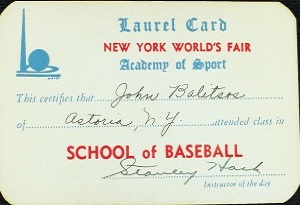 Laurel Card
NEW YORK WORLD'S FAIR
Academy of Sport
This certifies that John Balitsos
of Astoria, N.Y. attended class in
SCHOOL of BASEBALL
Stanley Hack
Instructor of the day